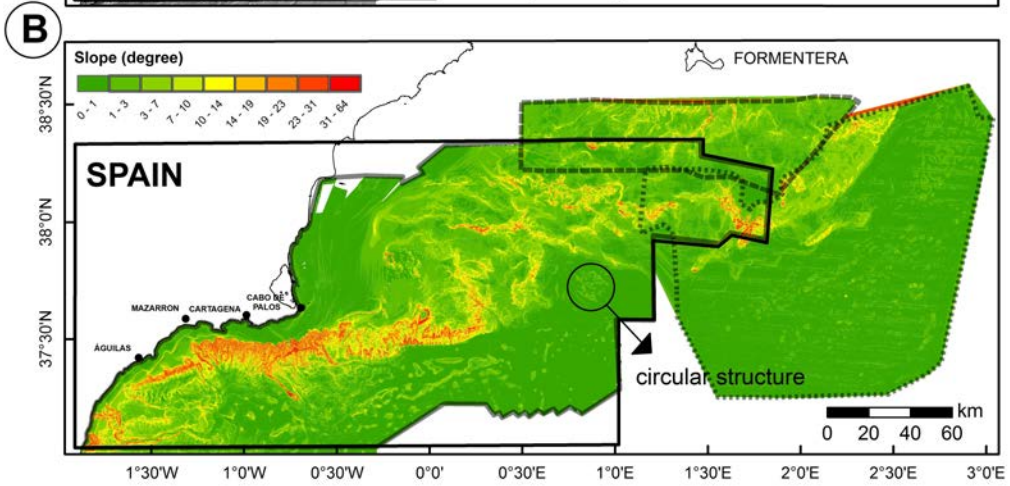 B
Slope (degree)
0 - 1
1 - 3
3 - 7
7 - 10
10 - 14
14 - 19
19 - 23
23 - 31
31 - 64
FORMENTERA
SPAIN
38°30'N
38°0'N
37°30'N
MAZARRON
CARTAGENA
CABO DE
PALOS
ÁGUILAS
circular structure
km
0 20 40 60
1°30'W 1°0'W 0°30'W 0°0' 0°30'E 1°0'E 1°30'E 2°0'E 2°30'E 3°0'E